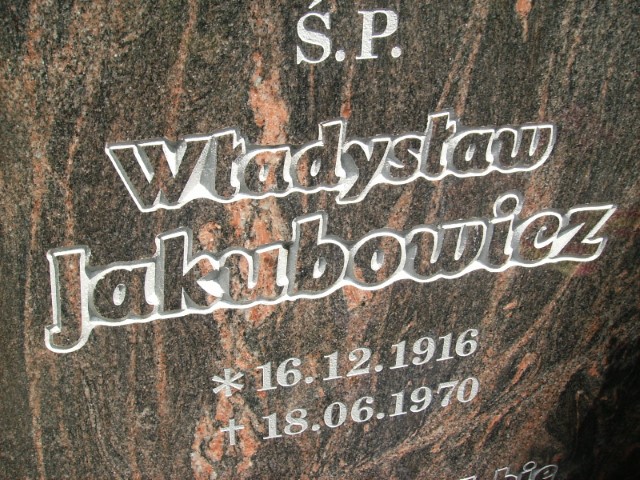 Ś.P.
Władysław
Jakubowicz
* 16.12.1916
+ 18.06.1970